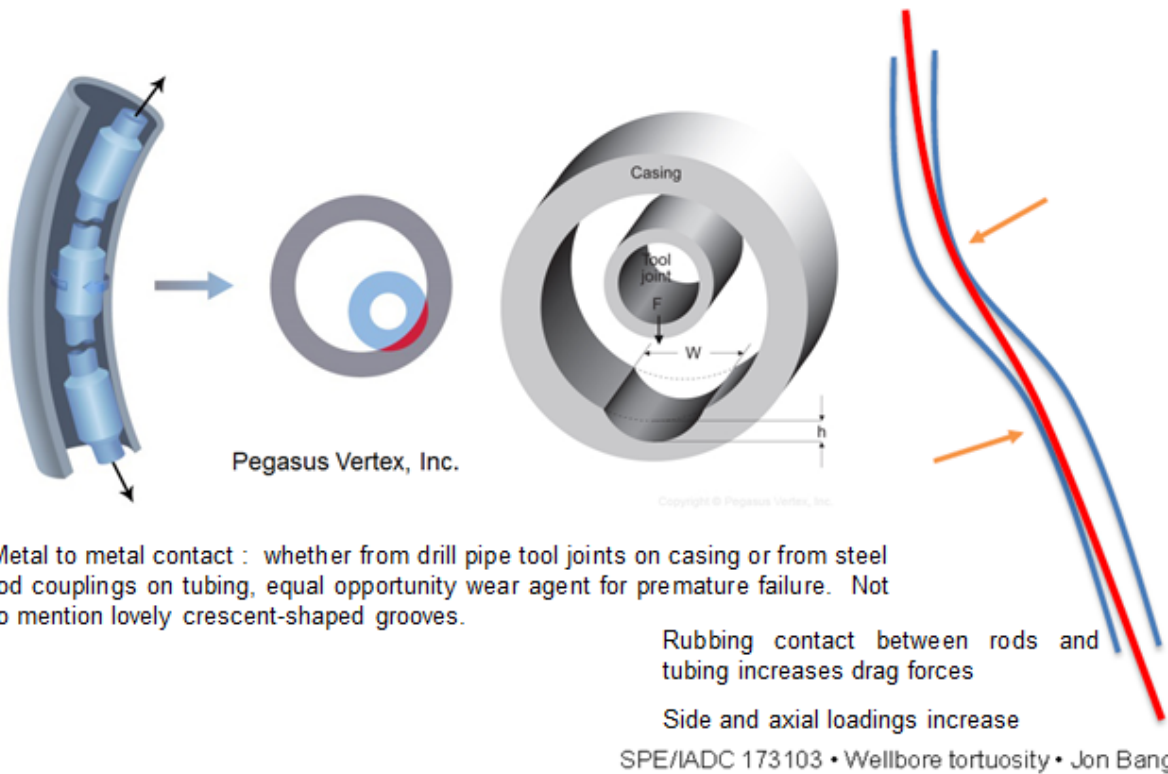 Casing
Tool
joint
F
W
h
Pegasus Vertex, Inc.
Copyright © Pegasus Vertex, Inc.
Metal to metal contact : whether from drill pipe tool joints on casing or from steel
od couplings on tubing, equal opportunity wear agent for premature failure. Not
o mention lovely crescent-shaped grooves.
Rubbing contact between rods and
tubing increases drag forces
Side and axial loadings increase
SPE/IADC 173103 • Wellbore tortuosity • Jon Bang